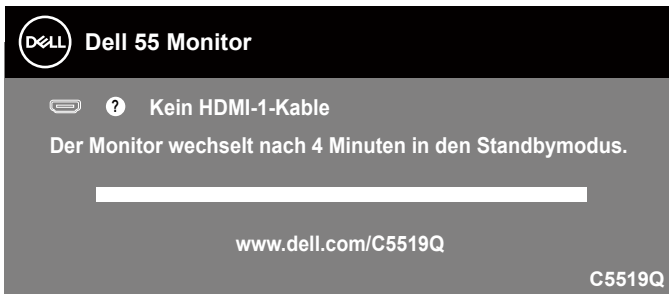 DELL Dell 55 Monitor
? Kein HDMI-1-Kable
Der Monitor wechselt nach 4 Minuten in den Standbymodus.
www.dell.com/C5519Q
C5519Q